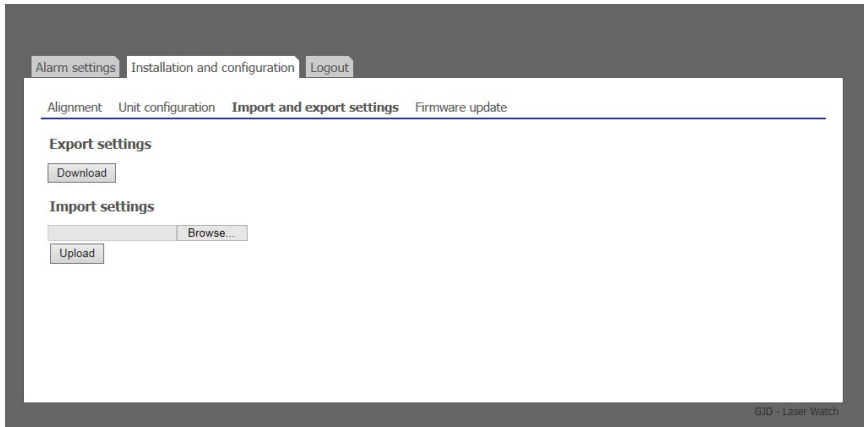 Alarm settings Installation and configuration Logout
Alignment Unit configuration Import and export settings Firmware update
Export settings
Download
Import settings
Browse...
Upload
GJD - Laser Watch